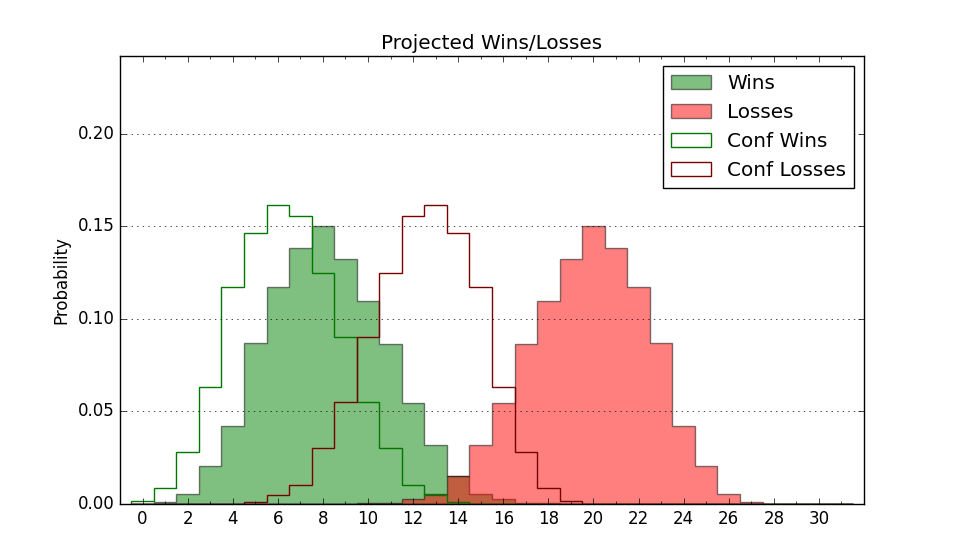 Projected Wins/Losses
Wins
Losses
Conf Wins
Conf Losses
Probability
0.20
0.15
0.10
0.05
0.00
0 2 4 6 8 10 12 14 16 18 20 22 24 26 28 30